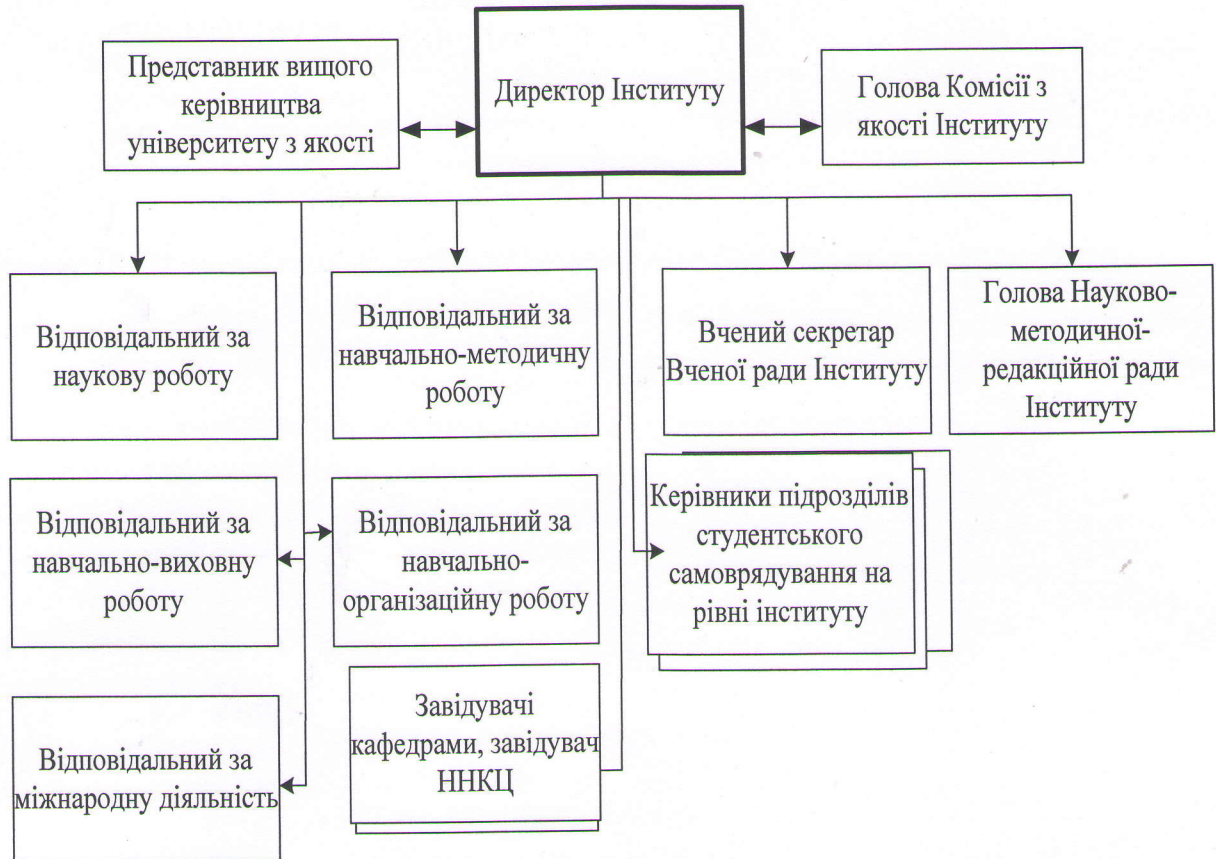 Представник вищого
керівництва
університету з якості
Директор Інституту
Голова Комісії з
якості Інституту
Відповідальний за
наукову роботу
Відповідальний за
навчально-методичну
роботу
Вчений секретар
Вченої ради Інституту
Голова Науково-
методичної-
редакційної ради
Інституту
Відповідальний за
навчально-виховну
роботу
Відповідальний за
навчально-
організаційну роботу
Керівники підрозділів
студентського
самоврядування на
рівні інституту
Відповідальний за
міжнародну діяльність
Завідувачі
кафедрами, завідувач
ННКЦ